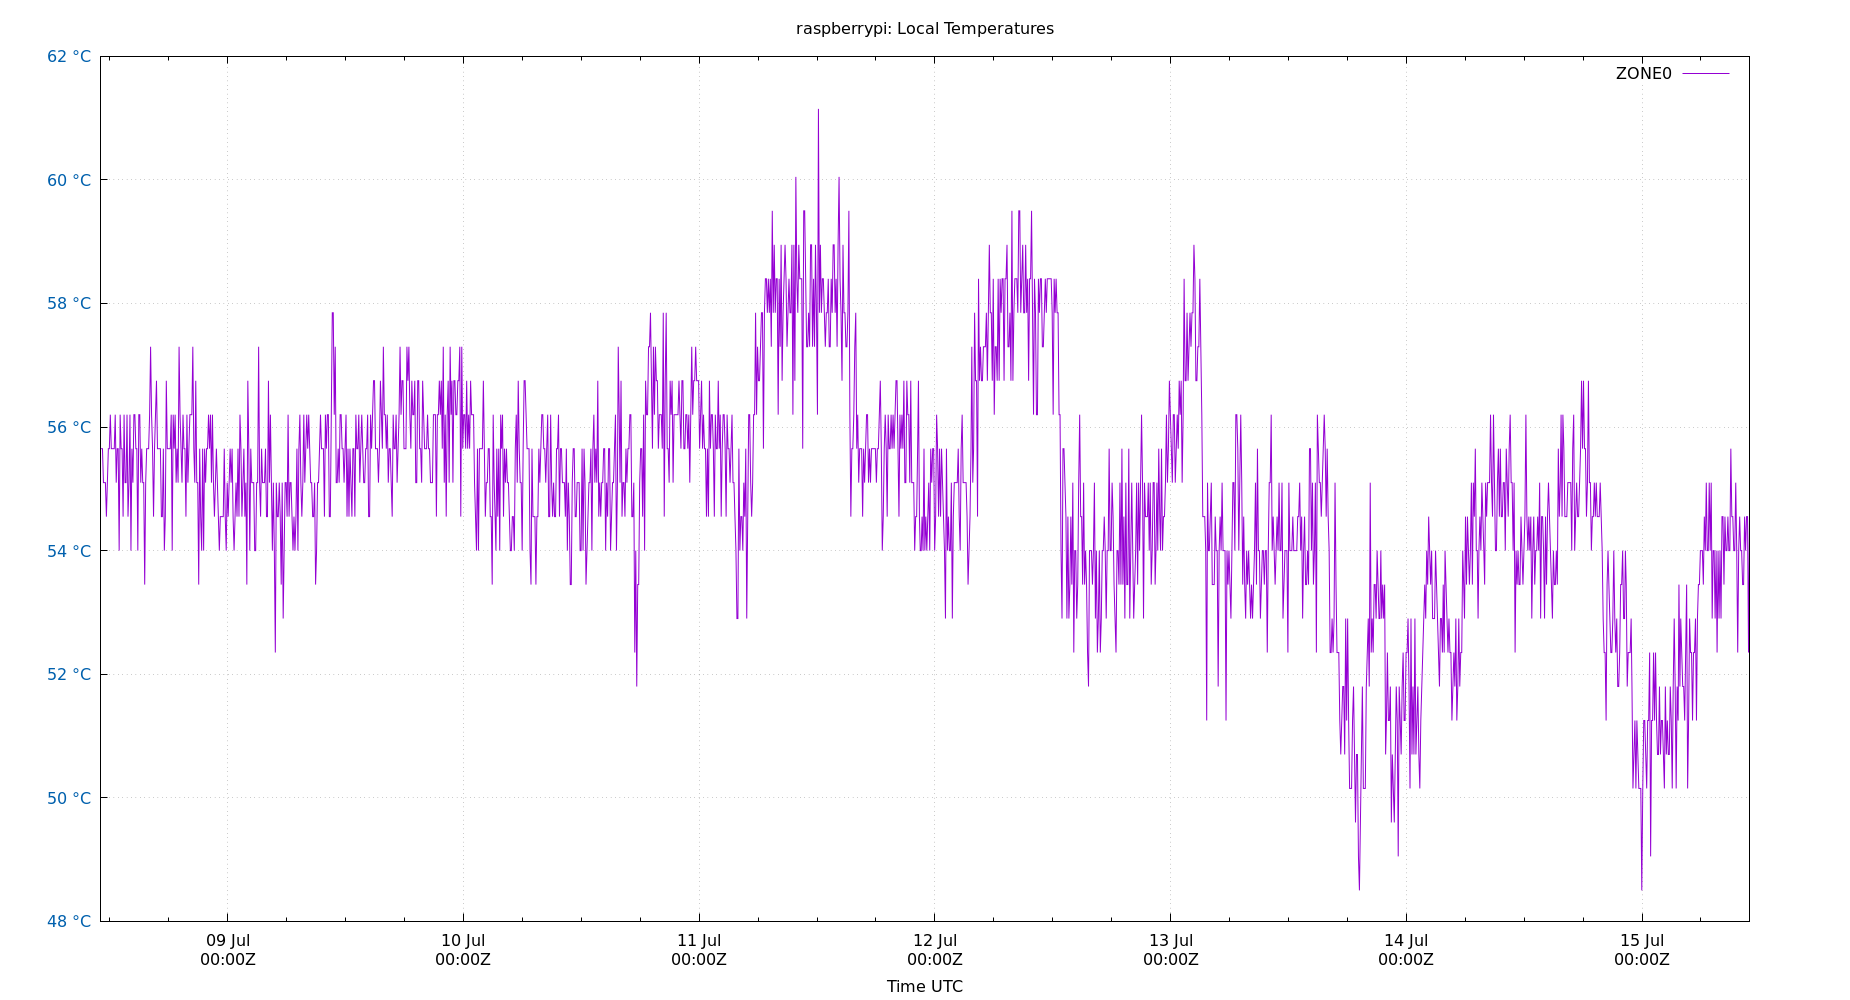 raspberrypi: Local Temperatures
62 °C
ZONE0
60 °C
58 °C
56 °C
54 °C
52 °C
50 °C
48 °C
09 Jul 10 Jul 11 Jul 12 Jul 13 Jul 14 Jul 15 Jul
00:00Z 00:00Z 00:00Z 00:00Z 00:00Z 00:00Z 00:00Z
Time UTC